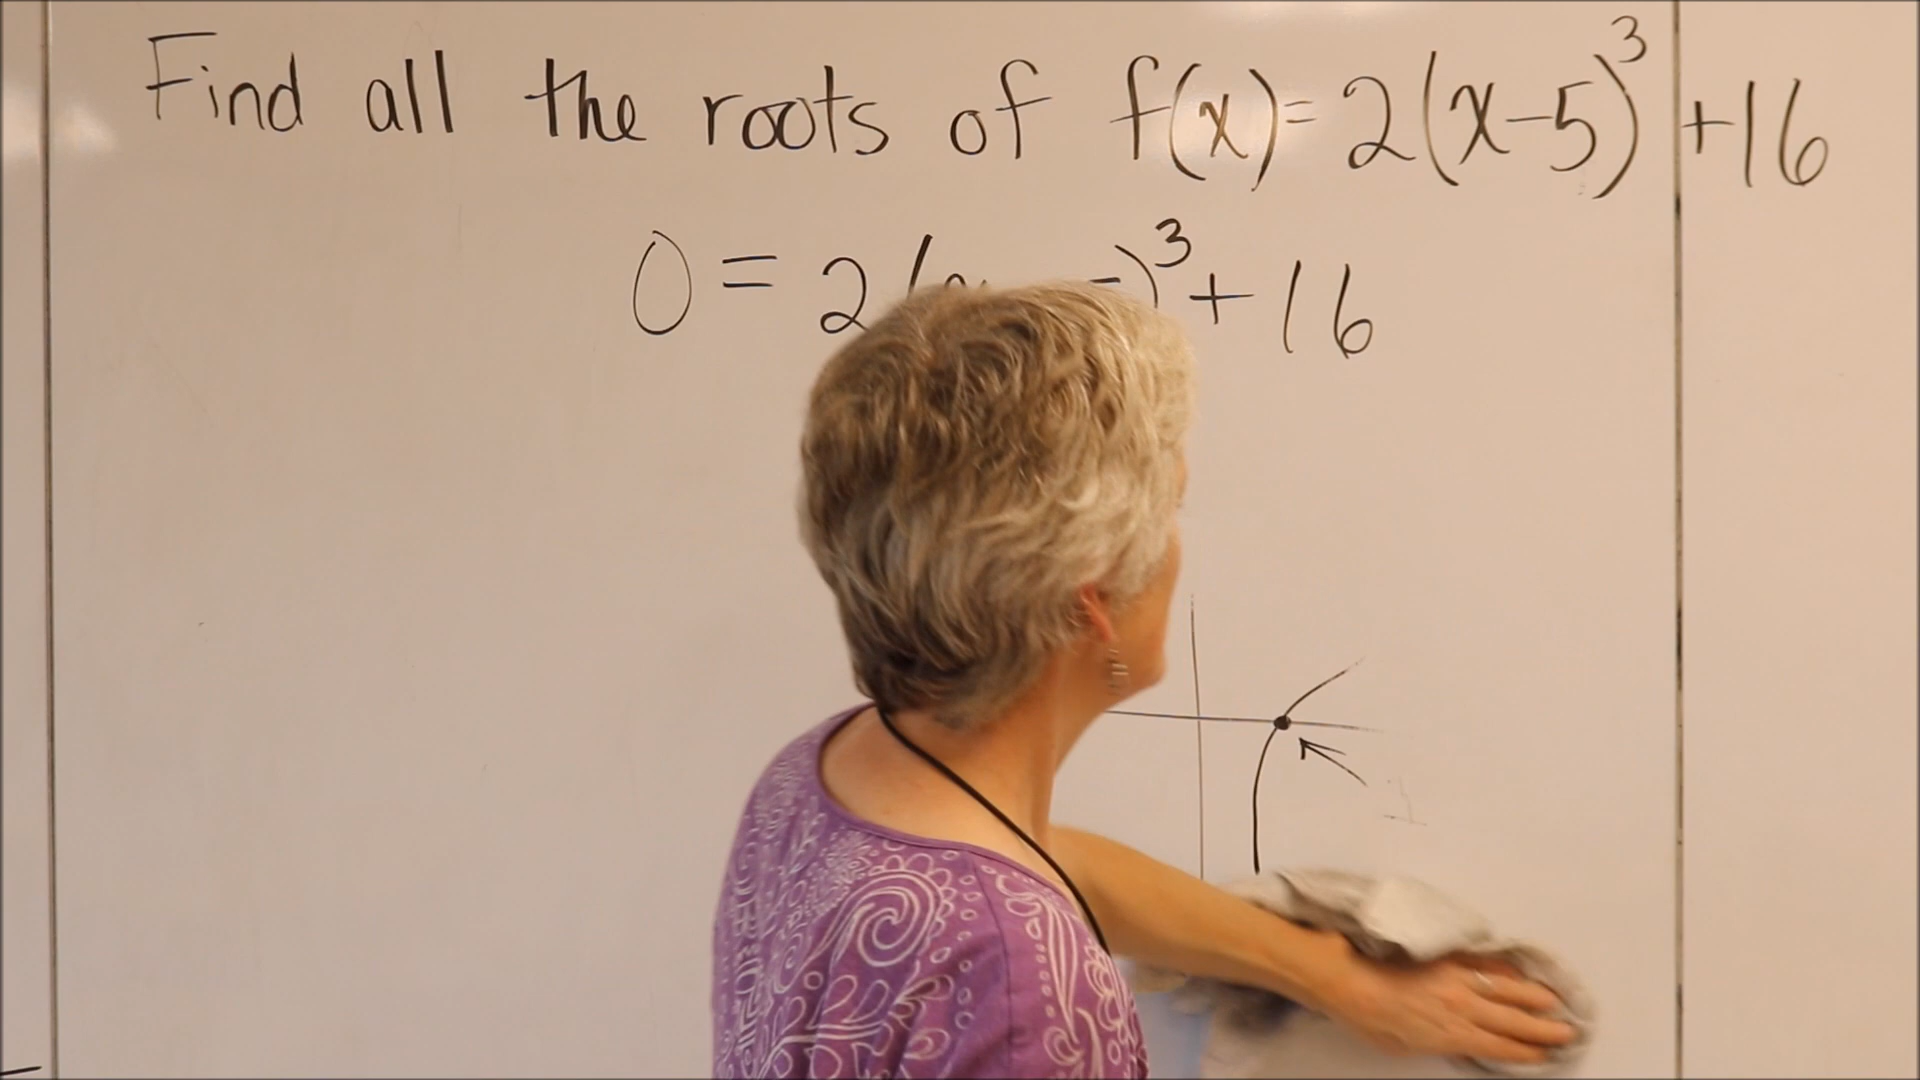 Find all the roots of f(x)=2(x-5)³+16
0=2( )³+16